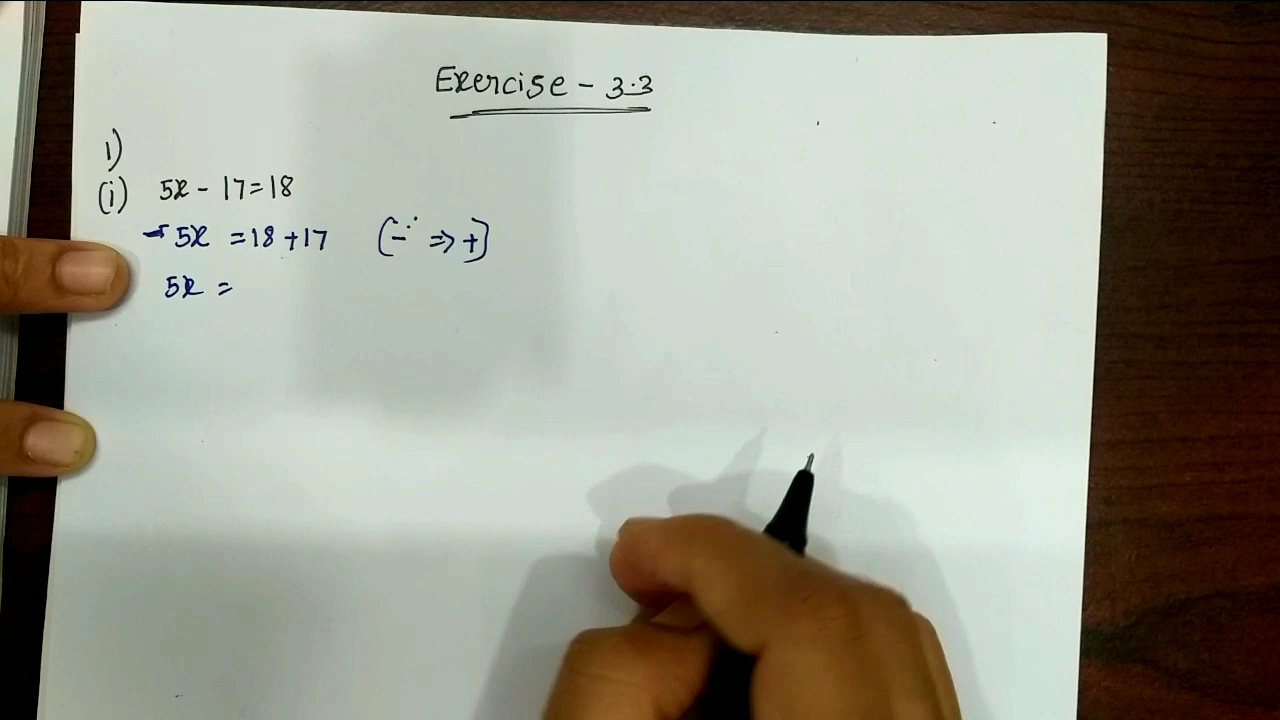 Exercise - 3.3
1)
(i) 5x - 17 = 18
5x = 18 + 17 (- ⇒ +)
5x =